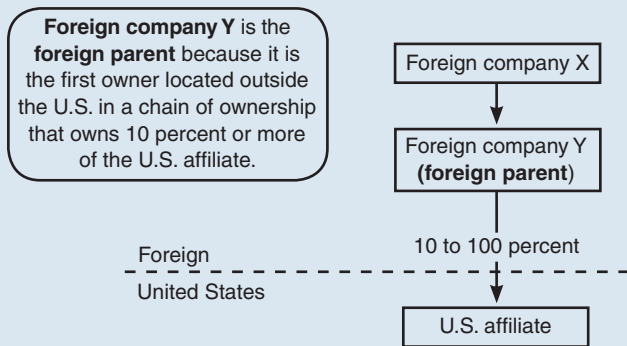 Foreign company Y is the
foreign parent because it is
the first owner located outside
the U.S. in a chain of ownership
that owns 10 percent or more
of the U.S. affiliate.
Foreign company X
Foreign company Y
(foreign parent)
10 to 100 percent
Foreign
United States
U.S. affiliate